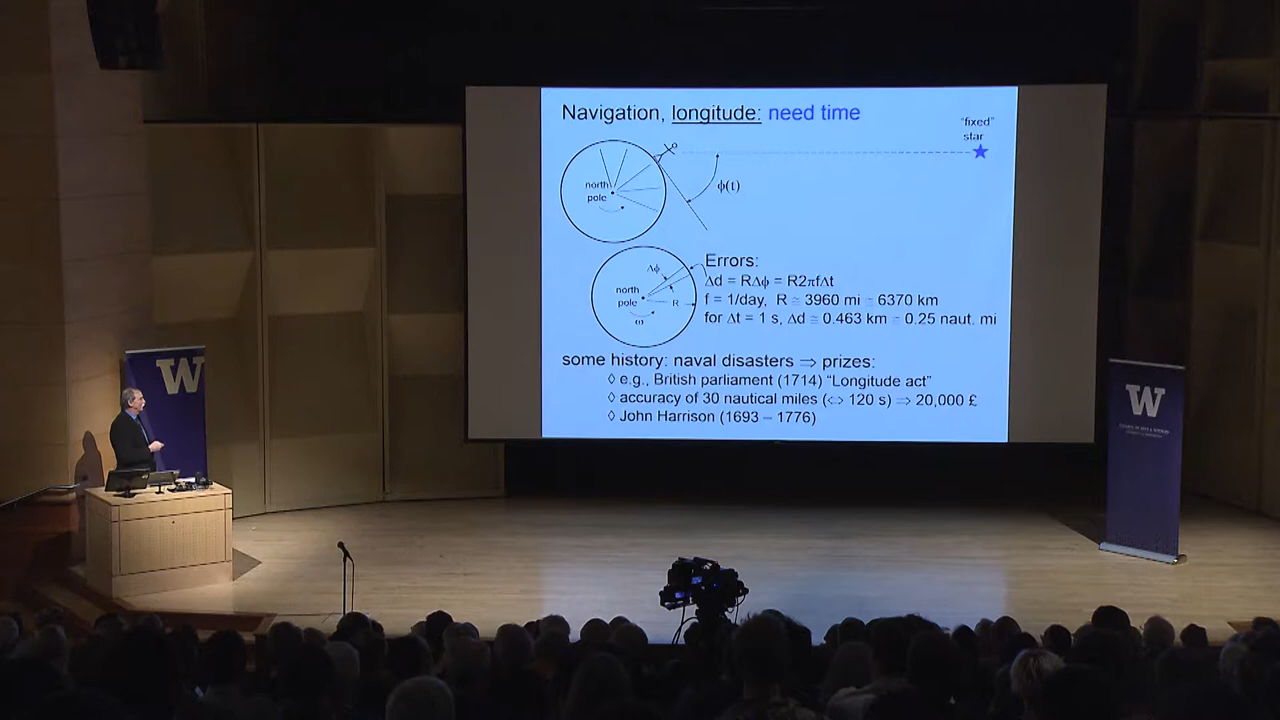 Navigation, longitude: need time
"fixed"
star
north
pole
ϕ(t)
Δϕ
north
pole
R
ω
Errors:
Δd = RΔϕ = R2πfΔt
f = 1/day, R ≃ 3960 mi ≃ 6370 km
for Δt = 1 s, Δd ≃ 0.463 km ≃ 0.25 naut. mi
some history: naval disasters ⇒ prizes:
◊ e.g., British parliament (1714) "Longitude act"
◊ accuracy of 30 nautical miles (<-> 120 s) ⇒ 20,000 £
◊ John Harrison (1693 – 1776)
W
W